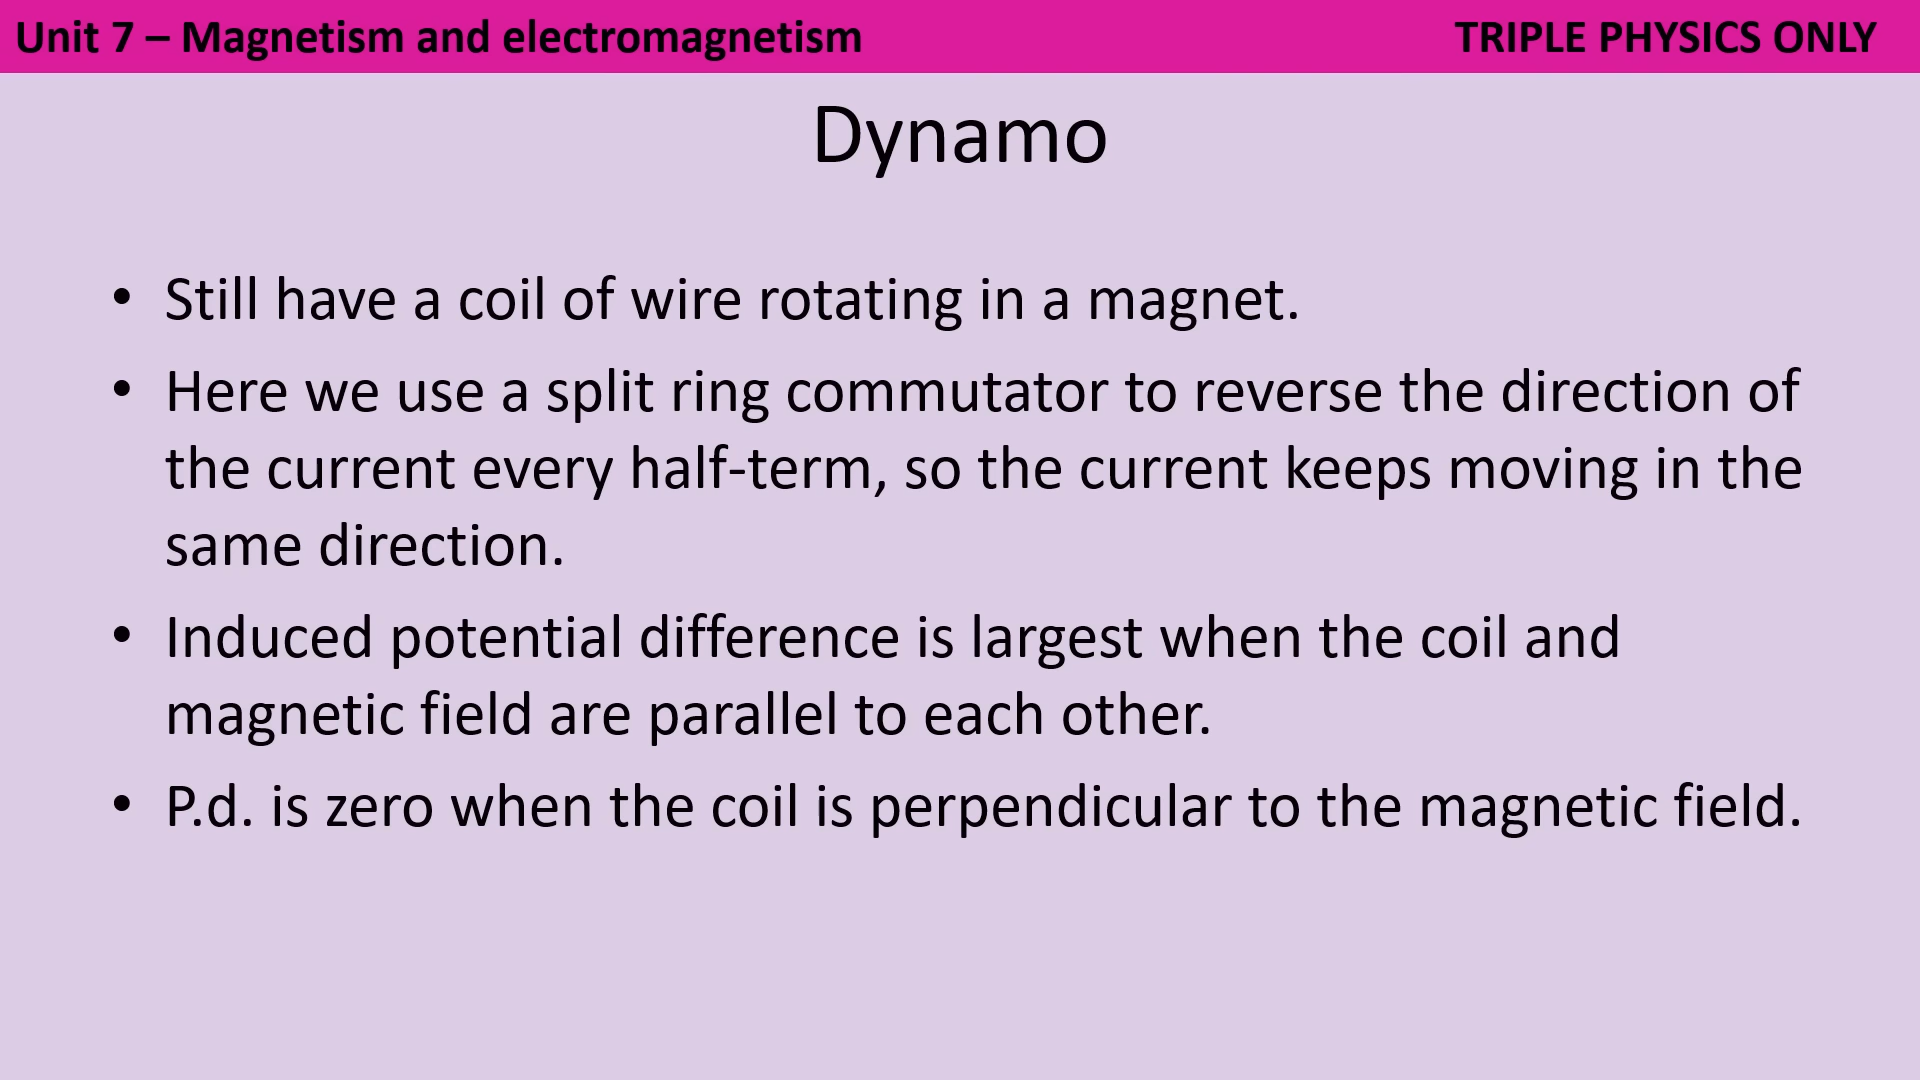 Unit 7 – Magnetism and electromagnetism
TRIPLE PHYSICS ONLY
Dynamo
• Still have a coil of wire rotating in a magnet.
• Here we use a split ring commutator to reverse the direction of
the current every half-term, so the current keeps moving in the
same direction.
• Induced potential difference is largest when the coil and
magnetic field are parallel to each other.
• P.d. is zero when the coil is perpendicular to the magnetic field.